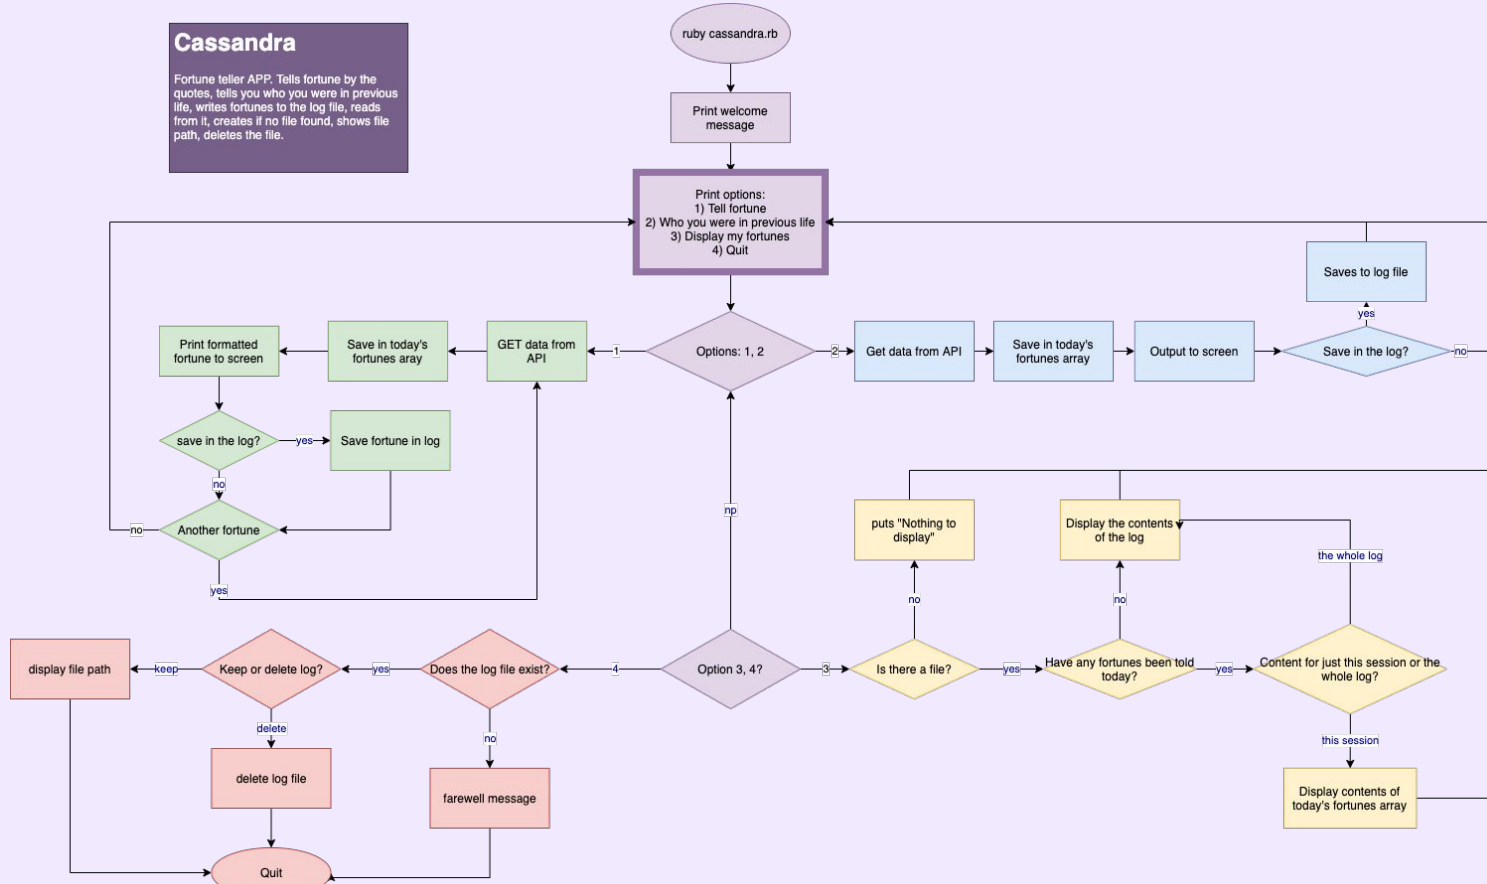 Cassandra
Fortune teller APP. Tells fortune by the
quotes, tells you who you were in previous
life, writes fortunes to the log file, reads
from it, creates if no file found, shows file
path, deletes the file.
ruby cassandra.rb
Print welcome
message
Print options:
1) Tell fortune
2) Who you were in previous life
3) Display my fortunes
4) Quit
Saves to log file
yes
Print formatted
fortune to screen
Save in today's
fortunes aray
GET data from
API
1
Options: 1, 2
2
Get data from API
Save in today's
fortunes array
Output to screen
Save in the log?
no
save in the log?
yes
Save fortune in log
no
no
Another fortune
yes
np
puts "Nothing to
display"
Display the contents
of the log
the whole log
no
no
display file path
keep
Keep or delete log?
yes
Does the log file exist?
4
Option 3, 4?
3
Is there a file?
yes
Have any fortunes been told
today?
yes
Content for just this session or the
whole log?
delete
no
this session
delete log file
farewell message
Display contents of
today's fortunes array
Quit